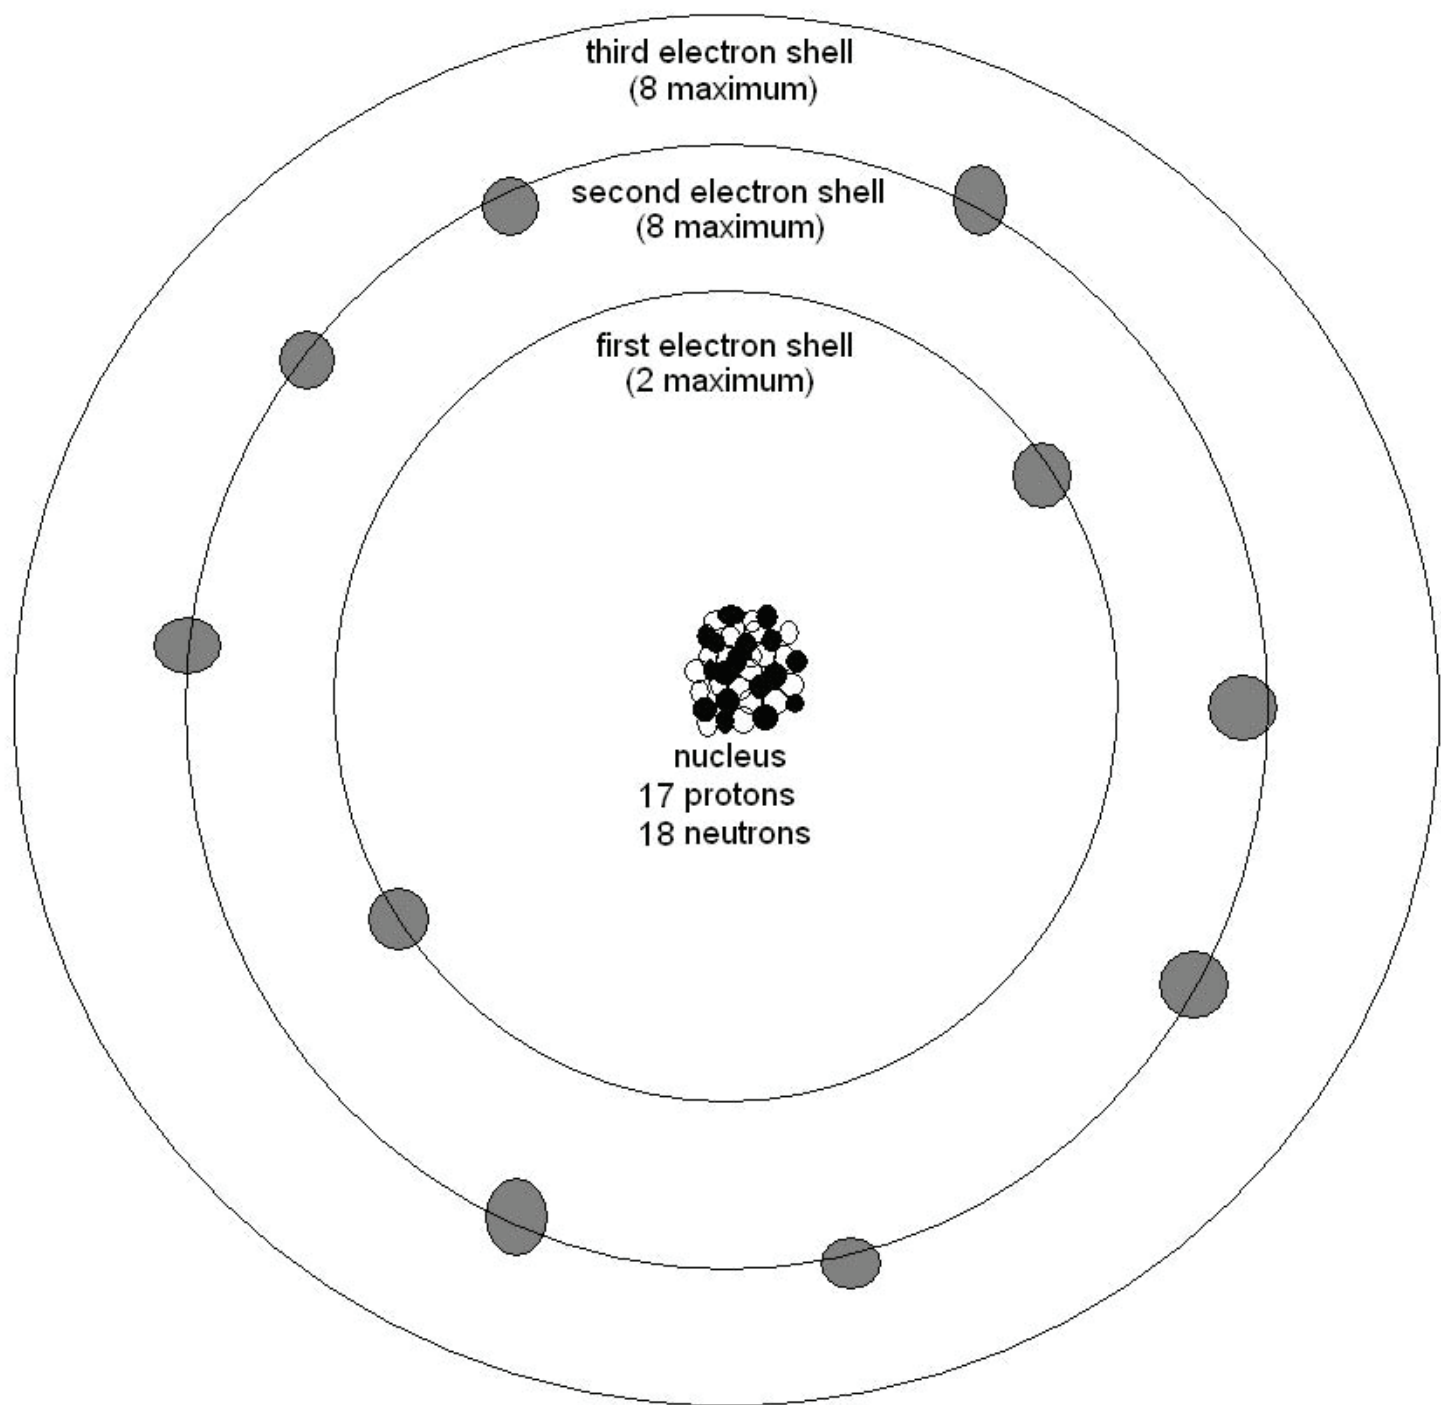 third electron shell
(8 maximum)
second electron shell
(8 maximum)
first electron shell
(2 maximum)
nucleus
17 protons
18 neutrons